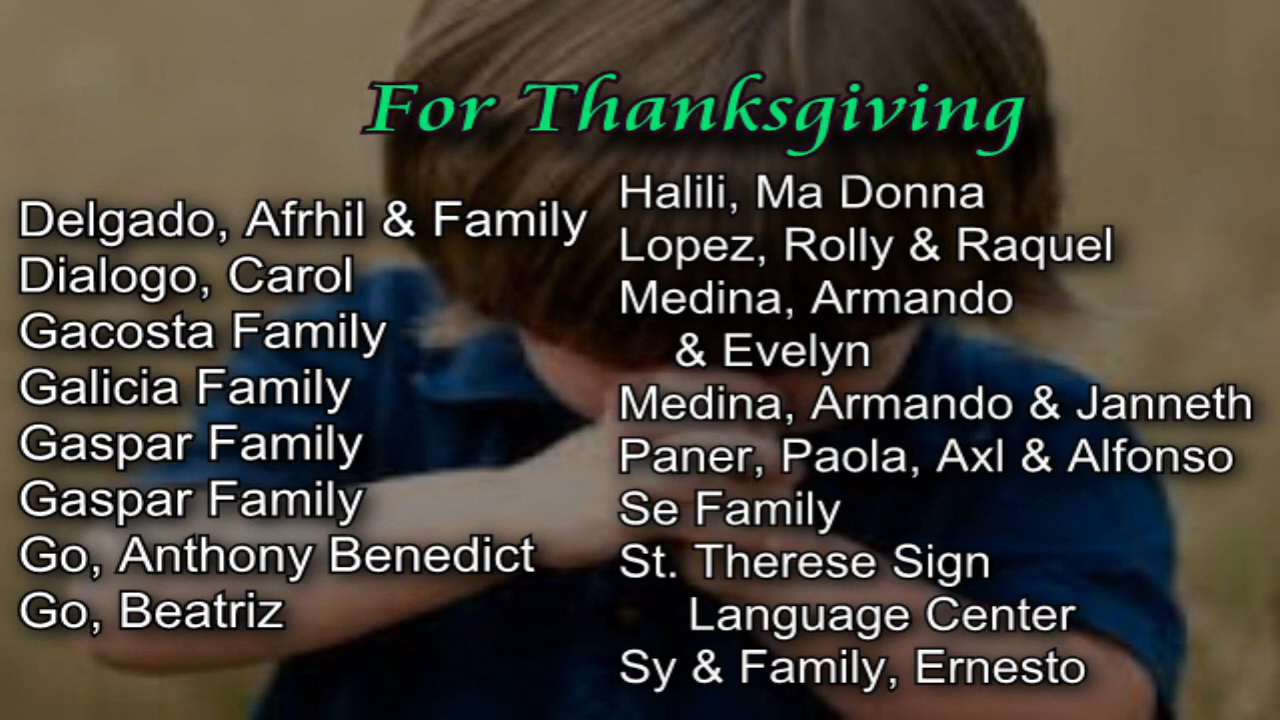 For Thanksgiving
Delgado, Afrhil & Family
Dialogo, Carol
Gacosta Family
Galicia Family
Gaspar Family
Gaspar Family
Go, Anthony Benedict
Go, Beatriz
Halili, Ma Donna
Lopez, Rolly & Raquel
Medina, Armando
& Evelyn
Medina, Armando & Janneth
Paner, Paola, Axl & Alfonso
Se Family
St. Therese Sign
Language Center
Sy & Family, Ernesto